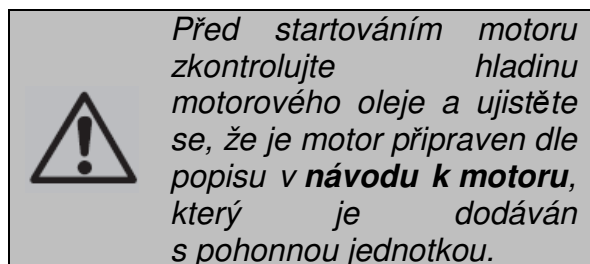 Před startováním motoru
zkontrolujte hladinu
motorového oleje a ujistěte
se, že je motor připraven dle
popisu v návodu k motoru,
který je dodáván
s pohonnou jednotkou.